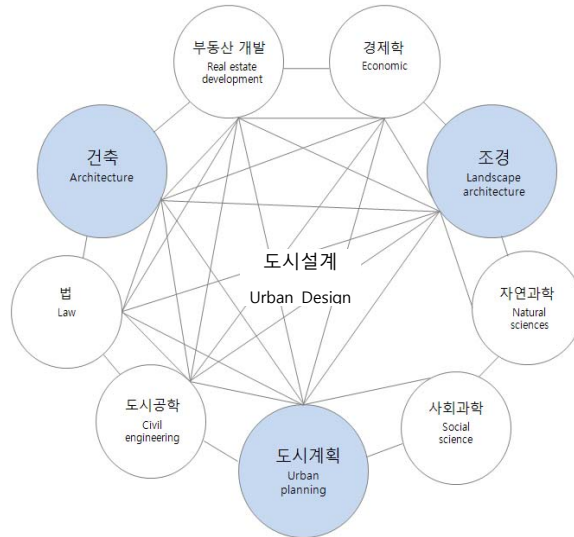 부동산 개발
Real estate
development
경제학
Economic
건축
Architecture
조경
Landscape
architecture
도시설계
Urban Design
법
Law
자연과학
Natural
sciences
도시공학
Civil
engineering
도시계획
Urban
planning
사회과학
Social
science